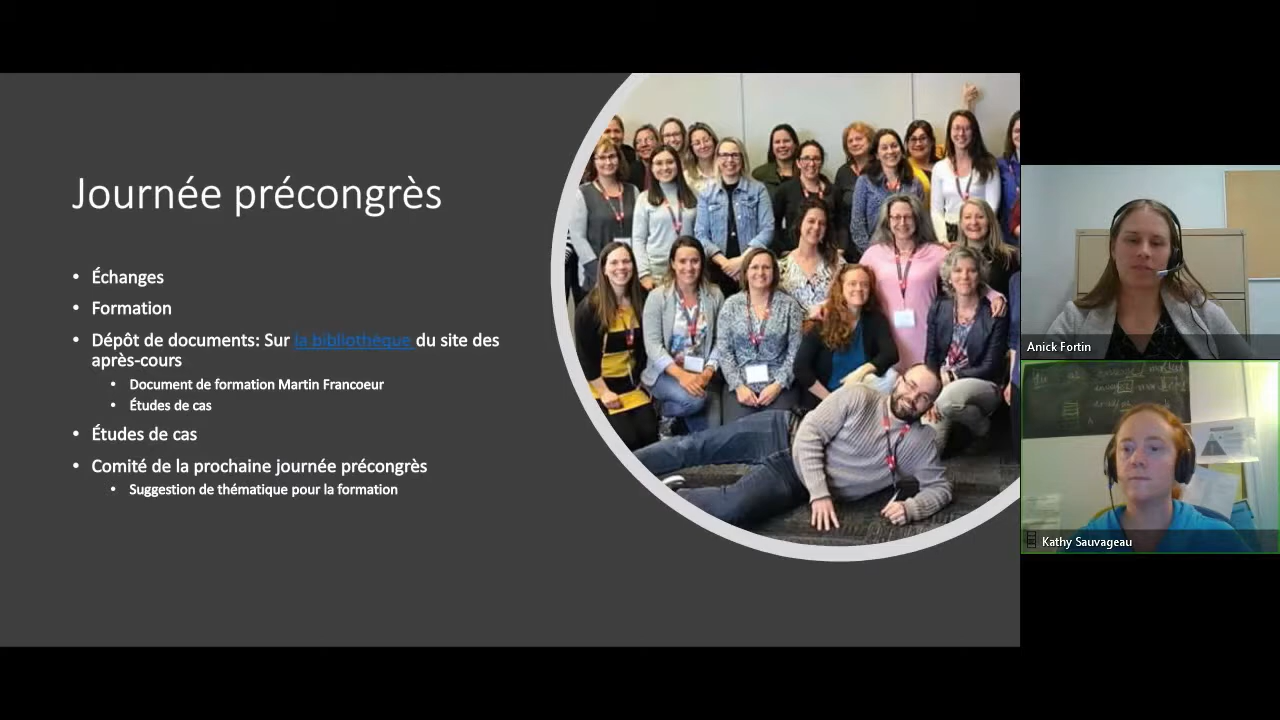 Journée précongrès
• Échanges
• Formation
• Dépôt de documents: Sur la bibliothèque du site des
après-cours
• Document de formation Martin Francoeur
• Études de cas
• Études de cas
• Comité de la prochaine journée précongrès
• Suggestion de thématique pour la formation
Anick Fortin
Kathy Sauvageau